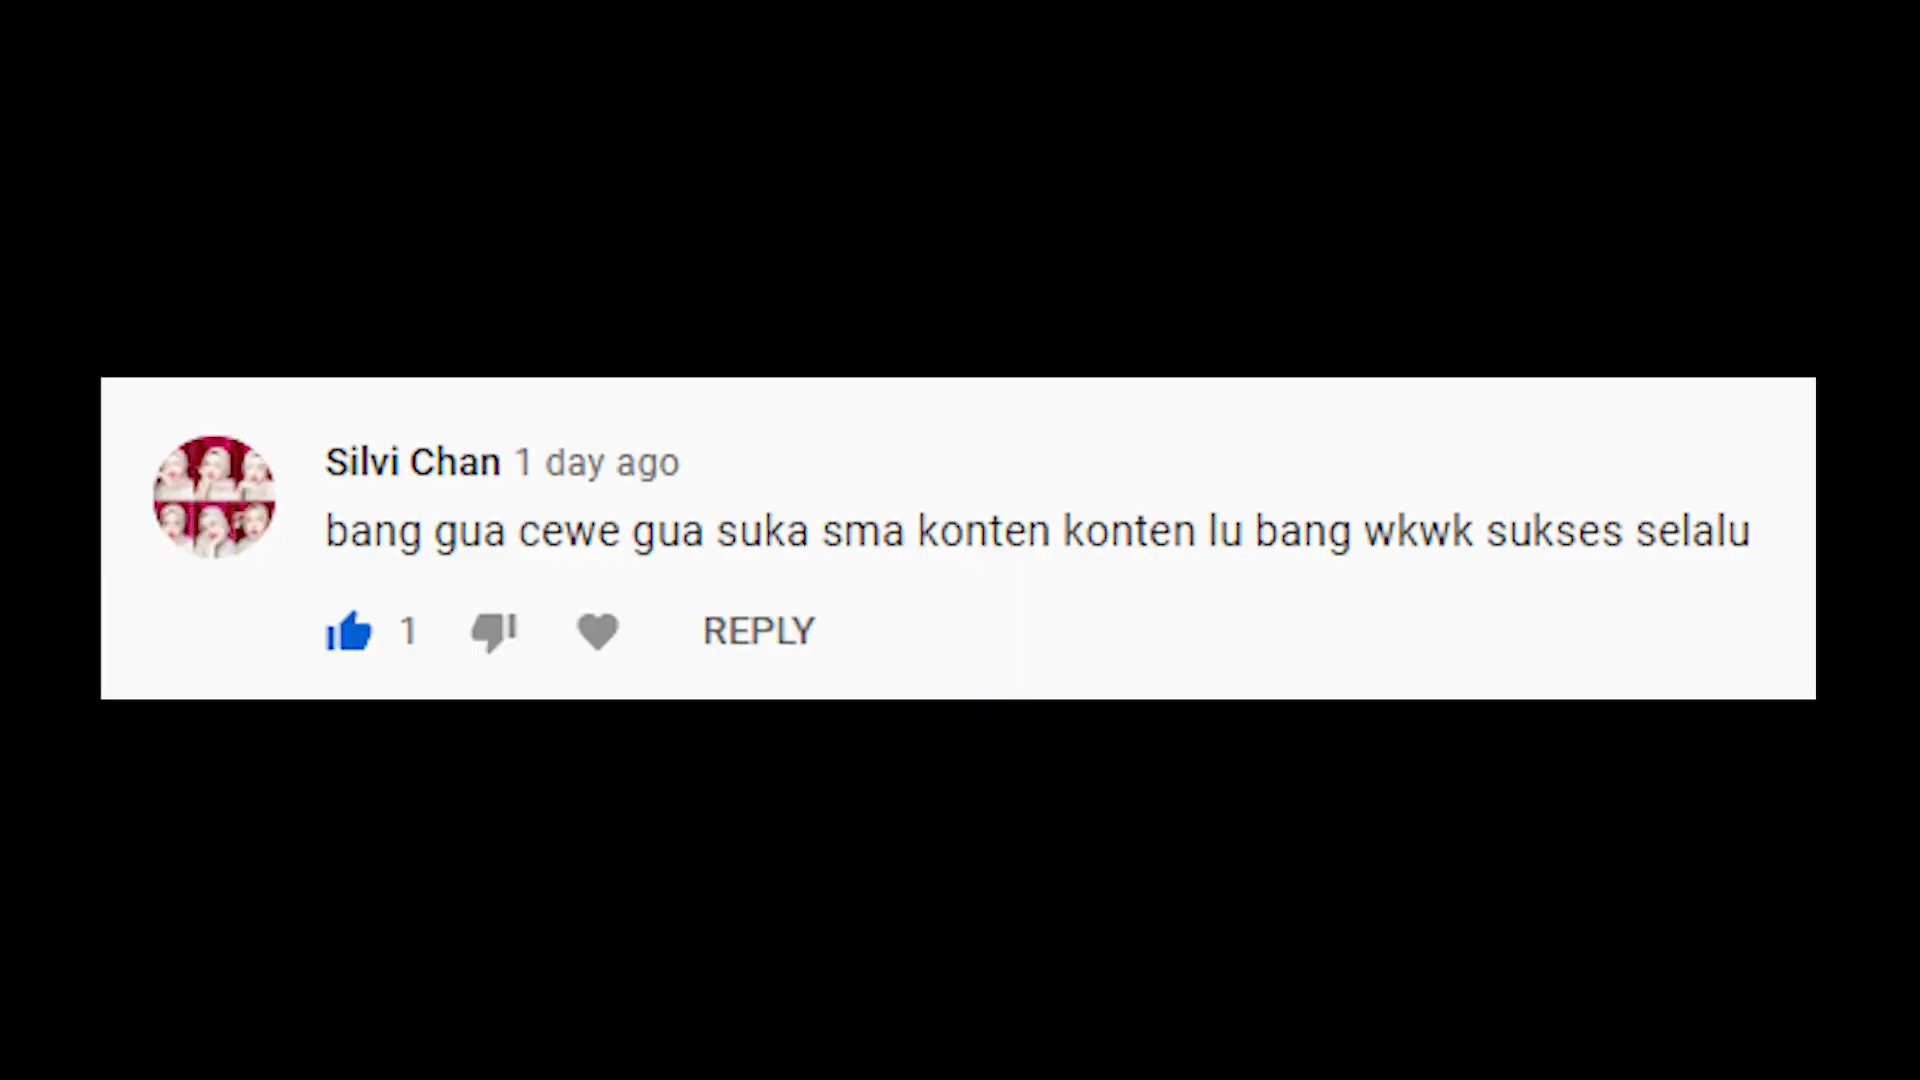 Silvi Chan 1 day ago
bang gua cewe gua suka sma konten konten lu bang wkwk sukses selalu
1 REPLY